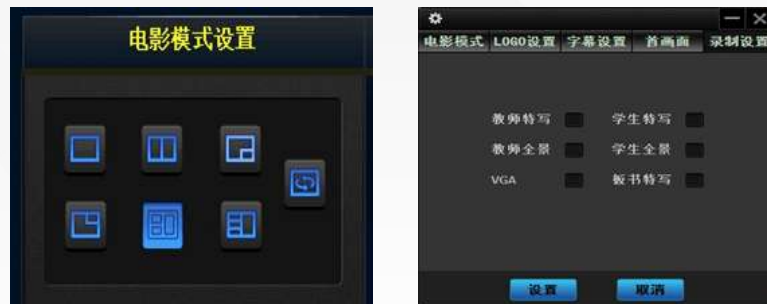 电影模式设置
电影模式 LOGO设置 字幕设置 首画面 录制设置
教师特写 学生特写
教师全景 学生全景
VGA 板书特写
设置 取消